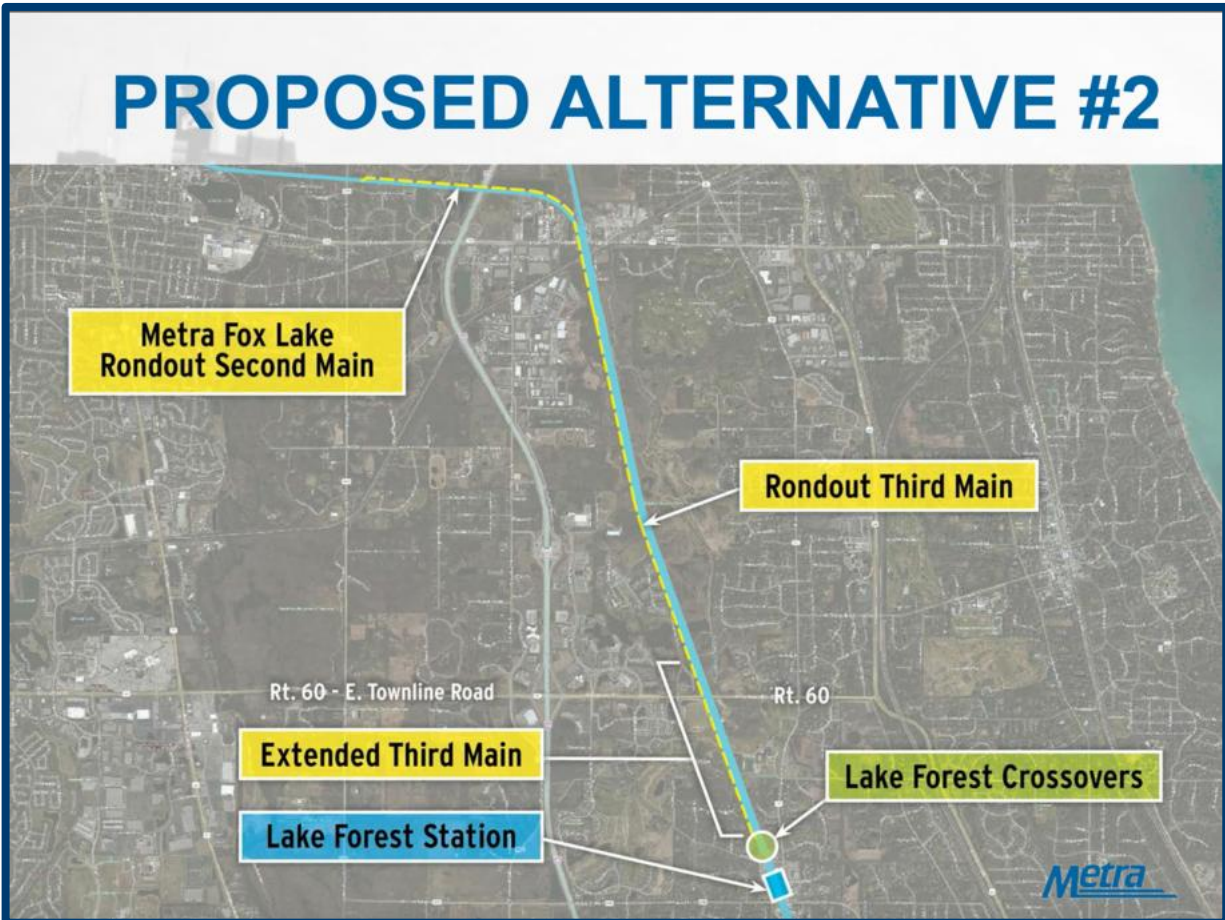 PROPOSED ALTERNATIVE #2
Metra Fox Lake
Rondout Second Main
Rondout Third Main
Rt. 60 - E. Townline Road
Rt. 60
Extended Third Main
Lake Forest Crossovers
Lake Forest Station
Metra